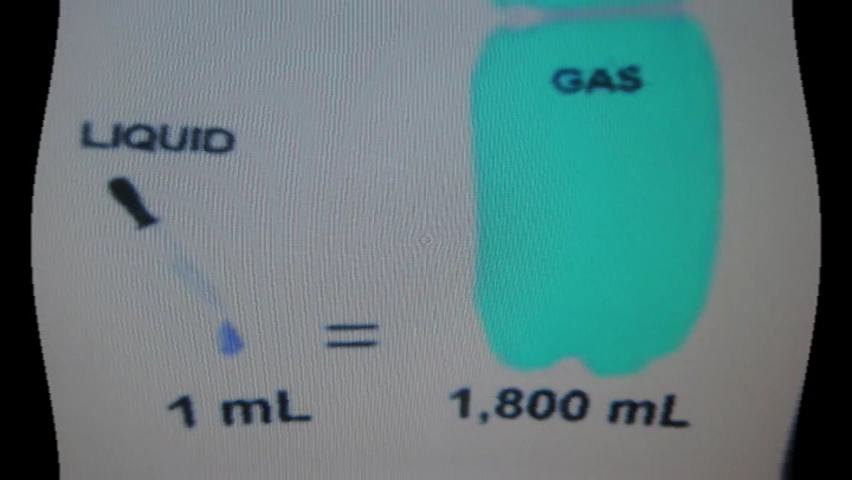 GAS
LIQUID
=
1 mL
1,800 mL